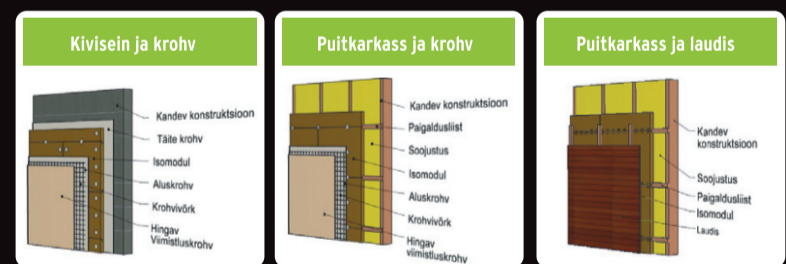 Kivisein ja krohv
Kandev konstruktsioon
Täite krohv
Isomodul
Aluskrohv
Krohvivõrk
Hingav
Viimistluskrohv
Puitkarkass ja krohv
Kandev konstruktsioon
Paigaldusliist
Soojustus
Isomodul
Aluskrohv
Krohvivõrk
Hingav
viimistluskrohv
Puitkarkass ja laudis
Kandev
konstruktsioon
Soojustus
Paigaldusliist
Isomodul
Laudis